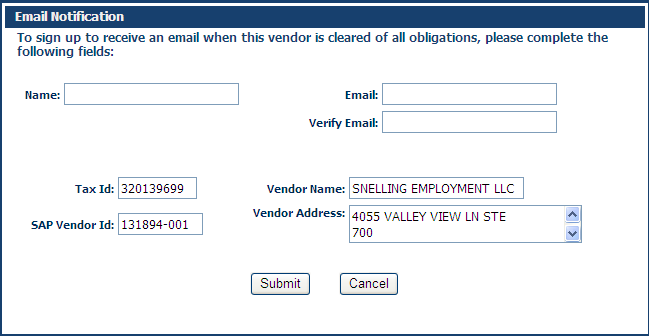 Email Notification
To sign up to receive an email when this vendor is cleared of all obligations, please complete the
following fields:
Name:
Email:
Verify Email:
Tax Id: 320139699
Vendor Name: SNELLING EMPLOYMENT LLC
SAP Vendor Id: 131894-001
Vendor Address: 4055 VALLEY VIEW LN STE
700
Submit
Cancel